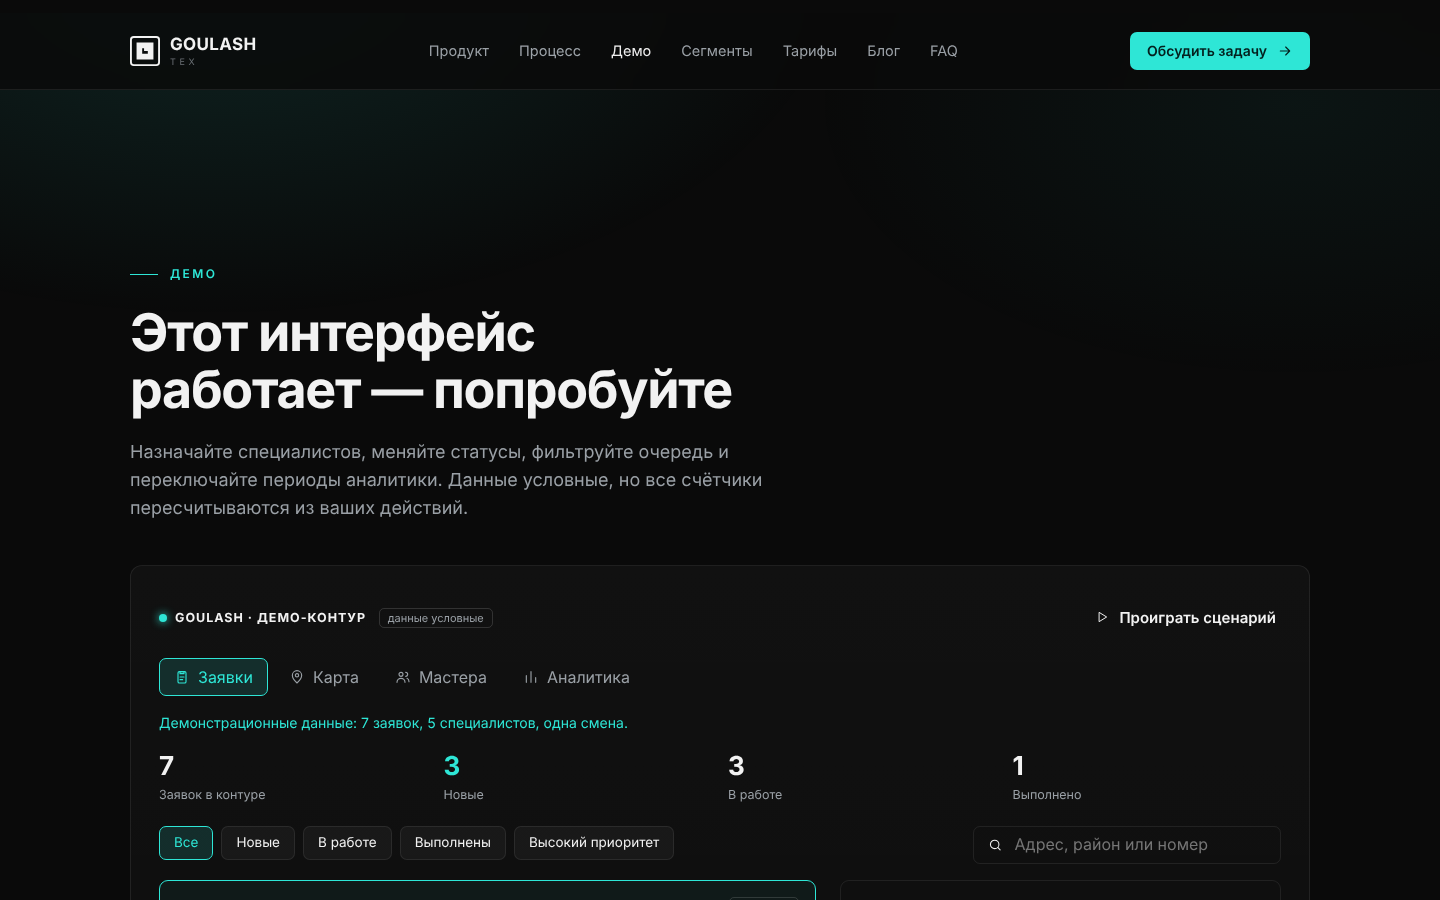 GOULASH
ТЕХ
Продукт Процесс Демо Сегменты Тарифы Блог FAQ
Обсудить задачу →
ДЕМО
Этот интерфейс
работает — попробуйте
Назначайте специалистов, меняйте статусы, фильтруйте очередь и
переключайте периоды аналитики. Данные условные, но все счётчики
пересчитываются из ваших действий.
GOULASH · ДЕМО-КОНТУР данные условные
Проиграть сценарий
Заявки Карта Мастера Аналитика
Демонстрационные данные: 7 заявок, 5 специалистов, одна смена.
7 3 3 1
Заявок в контуре Новые В работе Выполнено
Все Новые В работе Выполнены Высокий приоритет
Адрес, район или номер